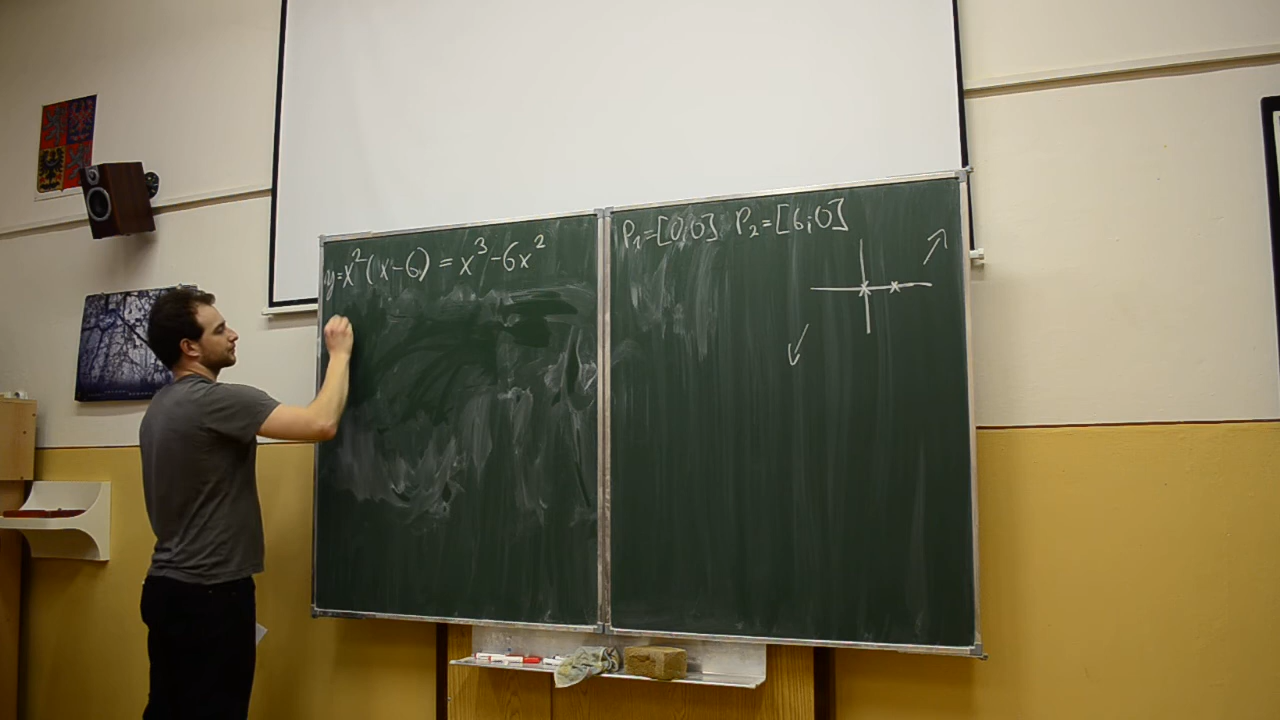 y=x²(x-6) = x³-6x²
P₁=[0;0] P₂=[6;0]